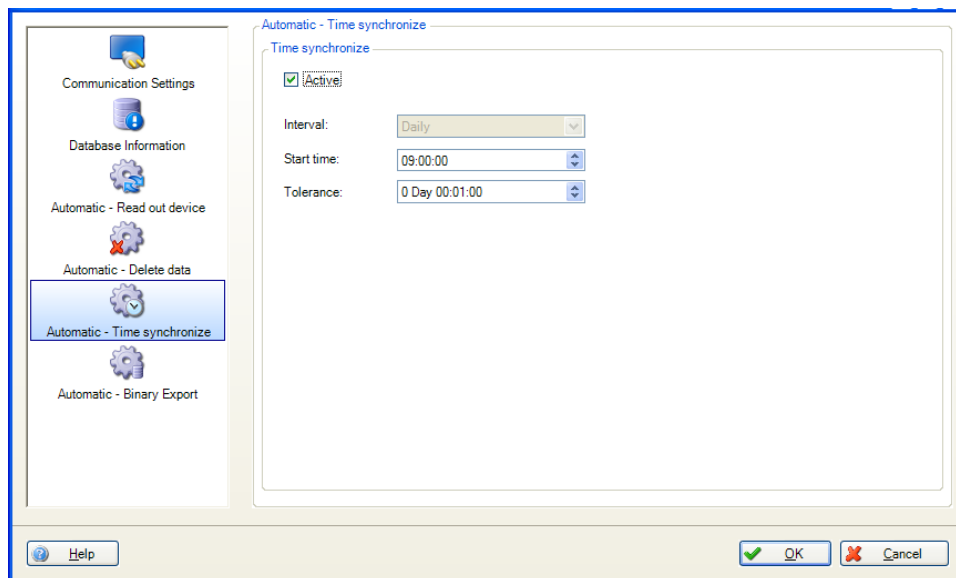 Communication Settings
Database Information
Automatic - Read out device
Automatic - Delete data
Automatic - Time synchronize
Automatic - Binary Export
Automatic - Time synchronize
Time synchronize
Active
Interval: Daily
Start time: 09:00:00
Tolerance: 0 Day 00:01:00
Help
OK
Cancel